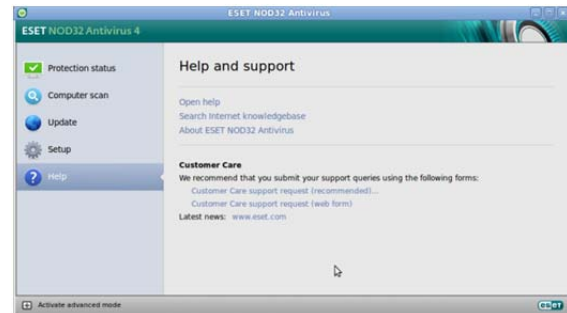 ESET NOD32 Antivirus
ESET NOD32 Antivirus 4
Protection status
Computer scan
Update
Setup
Help
Help and support
Open help
Search Internet knowledgebase
About ESET NOD32 Antivirus
Customer Care
We recommend that you submit your support queries using the following forms:
Customer Care support request (recommended)...
Customer Care support request (web form)
Latest news: www.eset.com
Activate advanced mode
eset